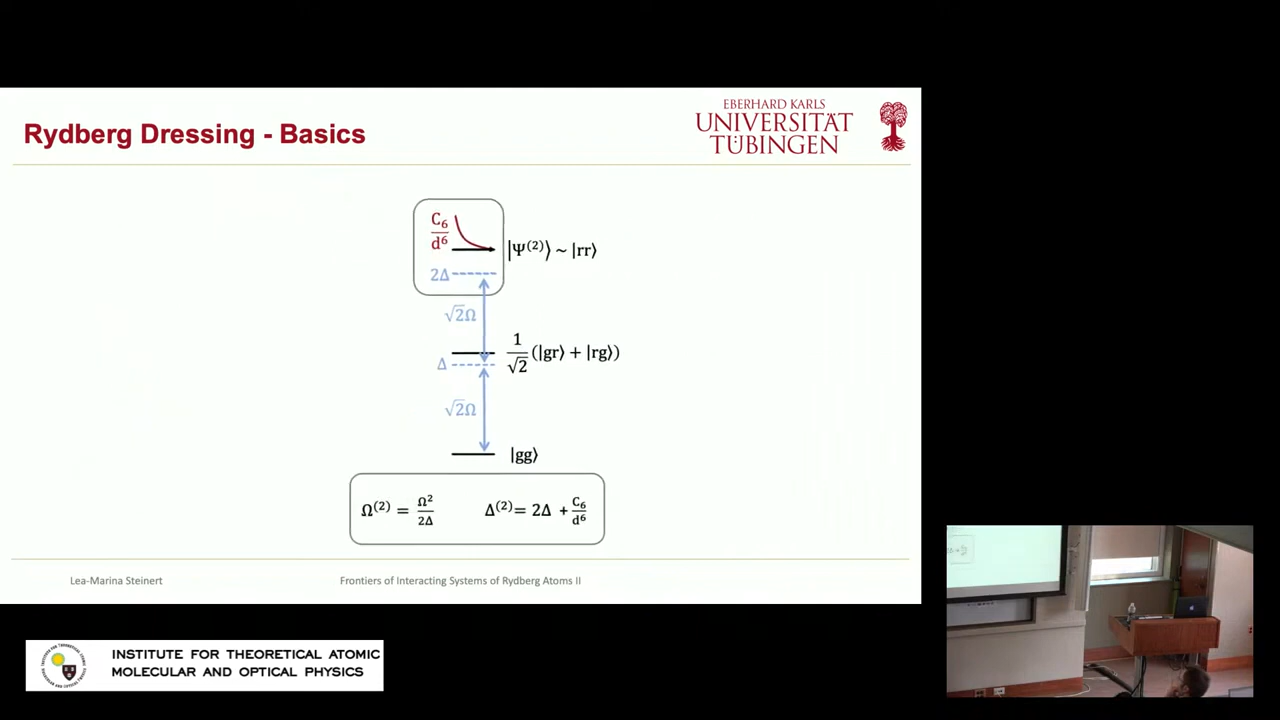 Rydberg Dressing - Basics
EBERHARD KARLS
UNIVERSITÄT
TÜBINGEN
C₆/d⁶
|Ψ⁽²⁾⟩ ~ |rr⟩
2Δ
√2Ω
1/√2 (|gr⟩ + |rg⟩)
Δ
√2Ω
|gg⟩
Ω⁽²⁾ = Ω²/2Δ Δ⁽²⁾= 2Δ + C₆/d⁶
Lea-Marina Steinert
Frontiers of Interacting Systems of Rydberg Atoms II
INSTITUTE FOR THEORETICAL ATOMIC
MOLECULAR AND OPTICAL PHYSICS